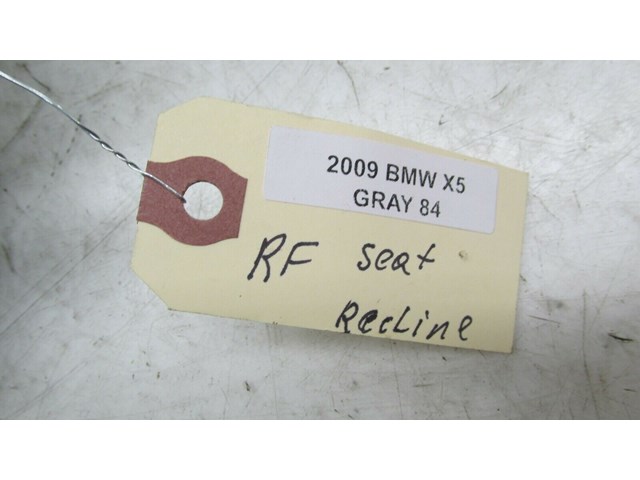 2009 BMW X5
GRAY 84
RF seat
RecLine